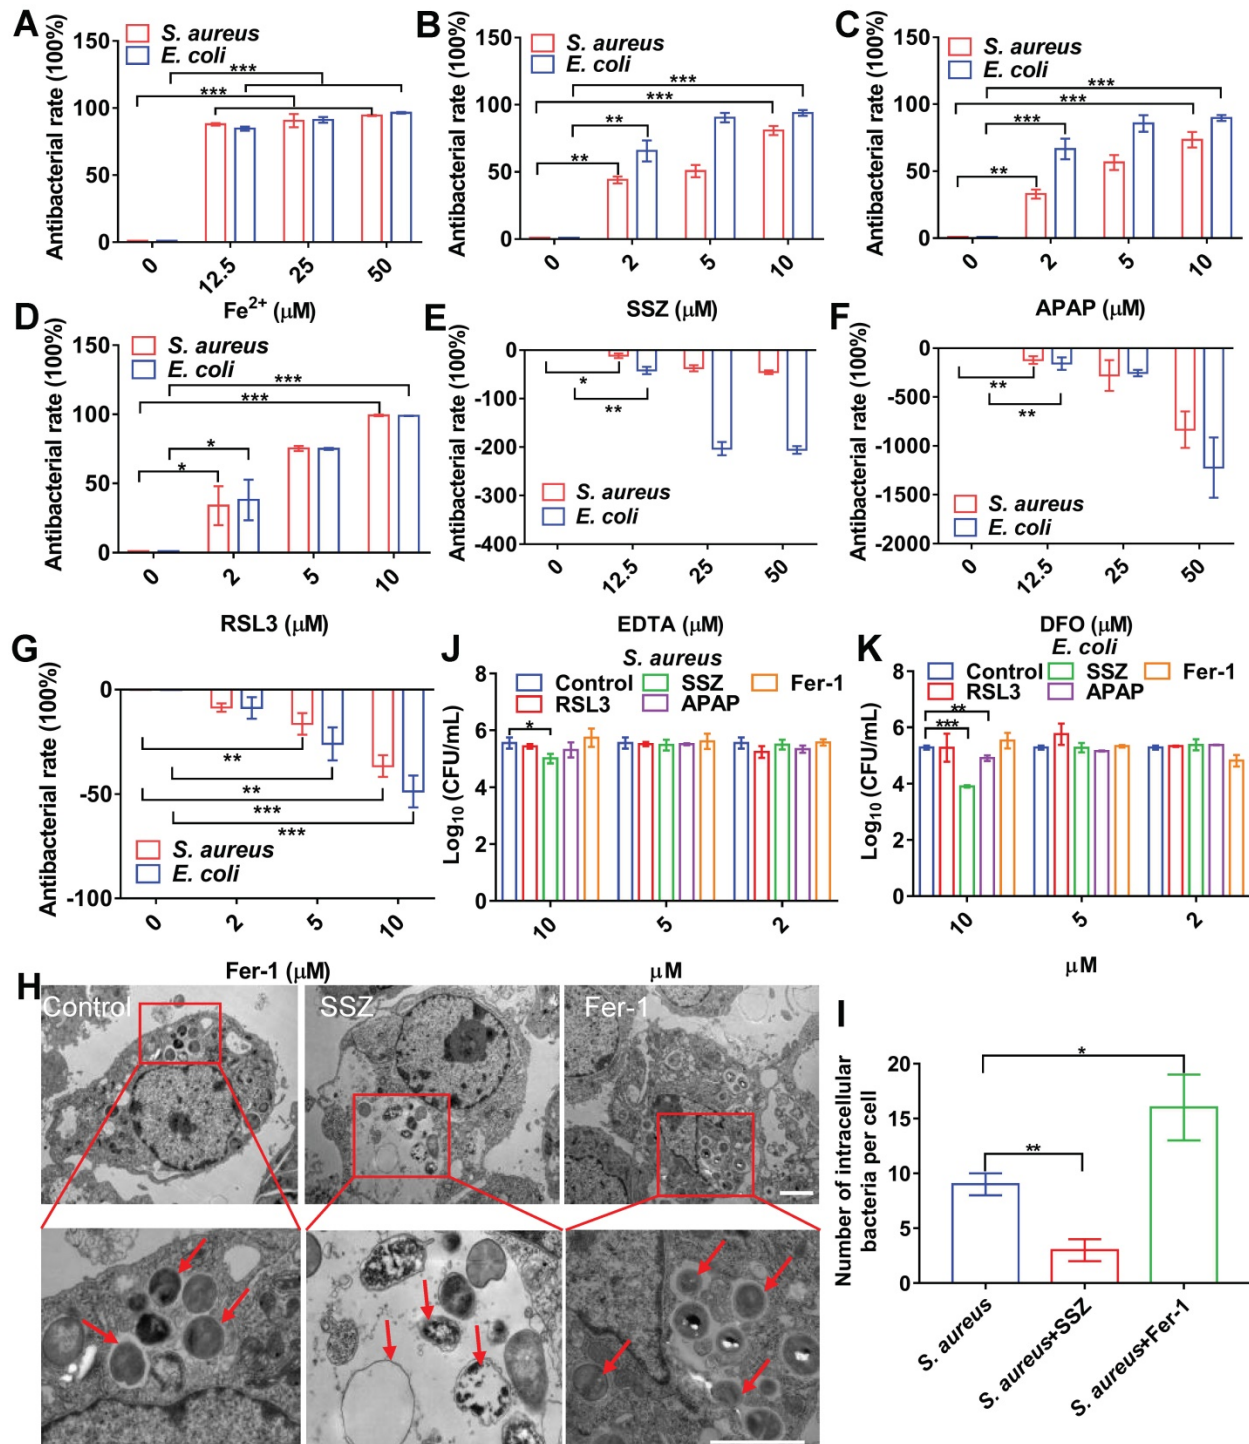 A
Antibacterial rate (100%)
S. aureus
E. coli
150
100
50
0
***
***
0 12.5 25 50
Fe2+ (μM)
B
Antibacterial rate (100%)
S. aureus
E. coli
150
100
50
0
***
***
**
**
0 2 5 10
SSZ (μM)
C
Antibacterial rate (100%)
S. aureus
E. coli
150
100
50
0
***
***
***
**
0 2 5 10
APAP (μM)
D
Antibacterial rate (100%)
S. aureus
E. coli
150
100
50
0
***
***
*
*
0 2 5 10
RSL3 (μM)
E
Antibacterial rate (100%)
0
-100
-200
-300
-400
*
**
S. aureus
E. coli
0 12.5 25 50
EDTA (μM)
F
Antibacterial rate (100%)
0
-500
-1000
-1500
-2000
**
**
S. aureus
E. coli
0 12.5 25 50
DFO (μM)
G
Antibacterial rate (100%)
0
-50
-100
**
**
***
***
S. aureus
E. coli
0 2 5 10
Fer-1 (μM)
J
S. aureus
Control SSZ Fer-1
RSL3 APAP
Log10 (CFU/mL)
8
6
4
2
0
*
10 5 2
μM
K
E. coli
Control SSZ Fer-1
RSL3 APAP
Log10 (CFU/mL)
8
6
4
2
0
**
***
10 5 2
μM
H
Control SSZ Fer-1
I
Number of intracellular
bacteria per cell
20
15
10
5
0
*
**
S. aureus
S. aureus+SSZ
S. aureus+Fer-1